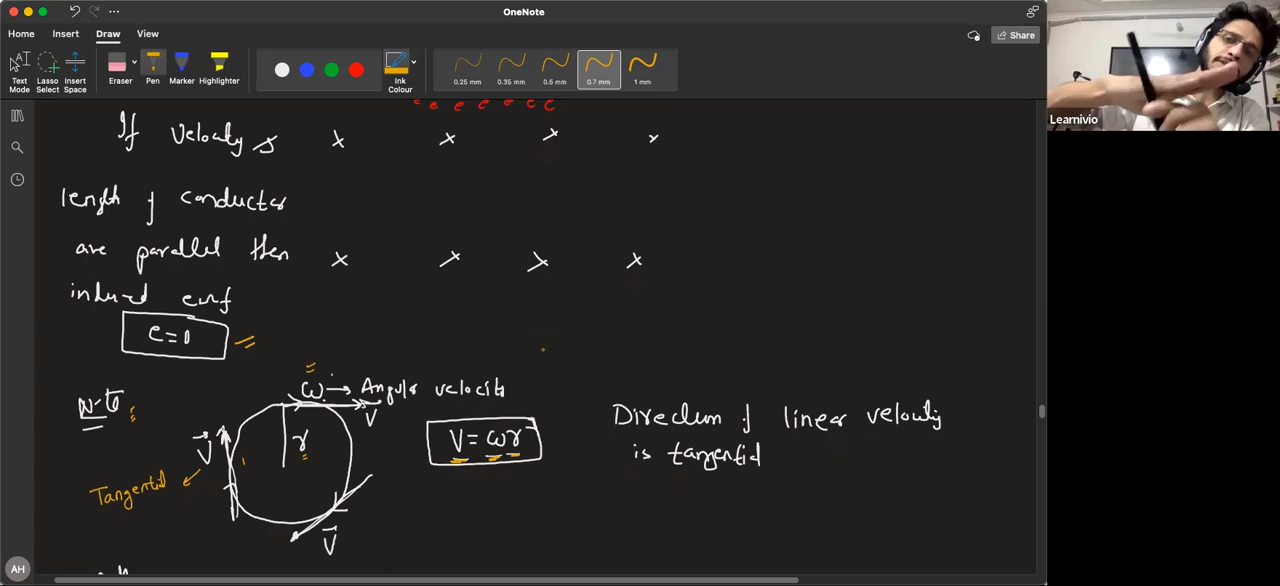 OneNote
Home Insert Draw View
Share
Text Mode
Lasso Select
Insert Space
Eraser
Pen
Marker
Highlighter
Ink Colour
0.25 mm
0.35 mm
0.5 mm
0.7 mm
1 mm
Learnivio
e e e e e e e
If velocity & x x x x
length of conductor
are parallel then x x x x
induced emf
e=0
Note :
ω → Angular velocity
V
r
V = ωr
Direction of linear velocity
is tangential
V
Tangential
V
AH